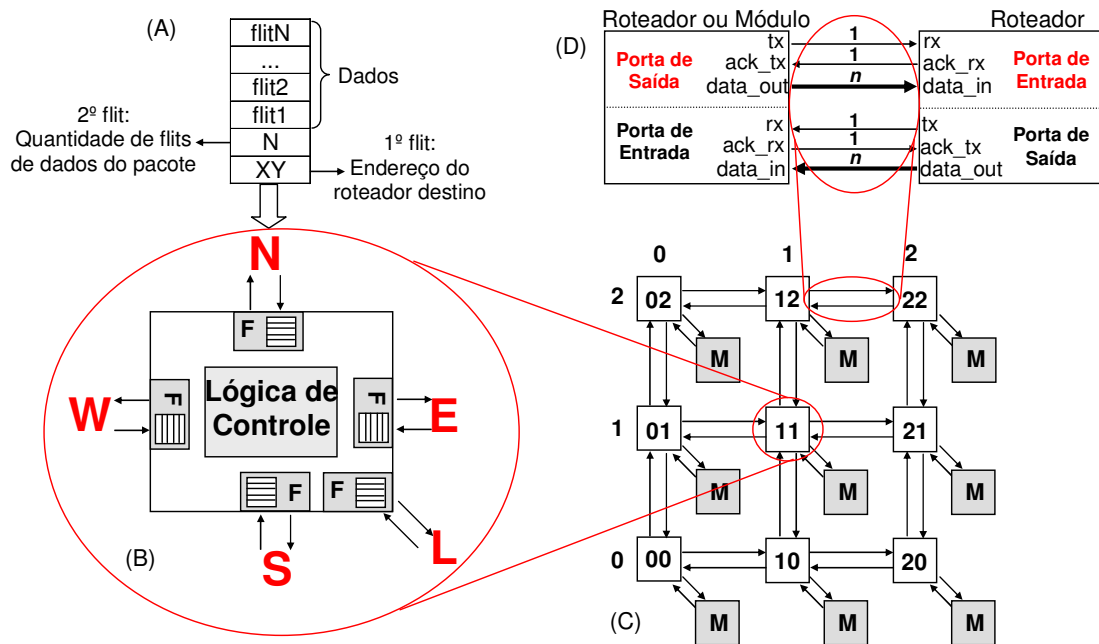 (A)
flitN
...
flit2
flit1
N
XY
Dados
2º flit:
Quantidade de flits
de dados do pacote
1º flit:
Endereço do
roteador destino
N
F
W
F
Lógica de
Controle
F
E
F
F
S
L
(B)
(D)
Roteador ou Módulo
Roteador
Porta de
Saída
tx
ack_tx
data_out
1
1
n
rx
ack_rx
data_in
Porta de
Entrada
Porta de
Entrada
rx
ack_rx
data_in
1
1
n
tx
ack_tx
data_out
Porta de
Saída
0 1 2
2 02 12 22
M M M
1 01 11 21
M M M
0 00 10 20
M M M
(C)